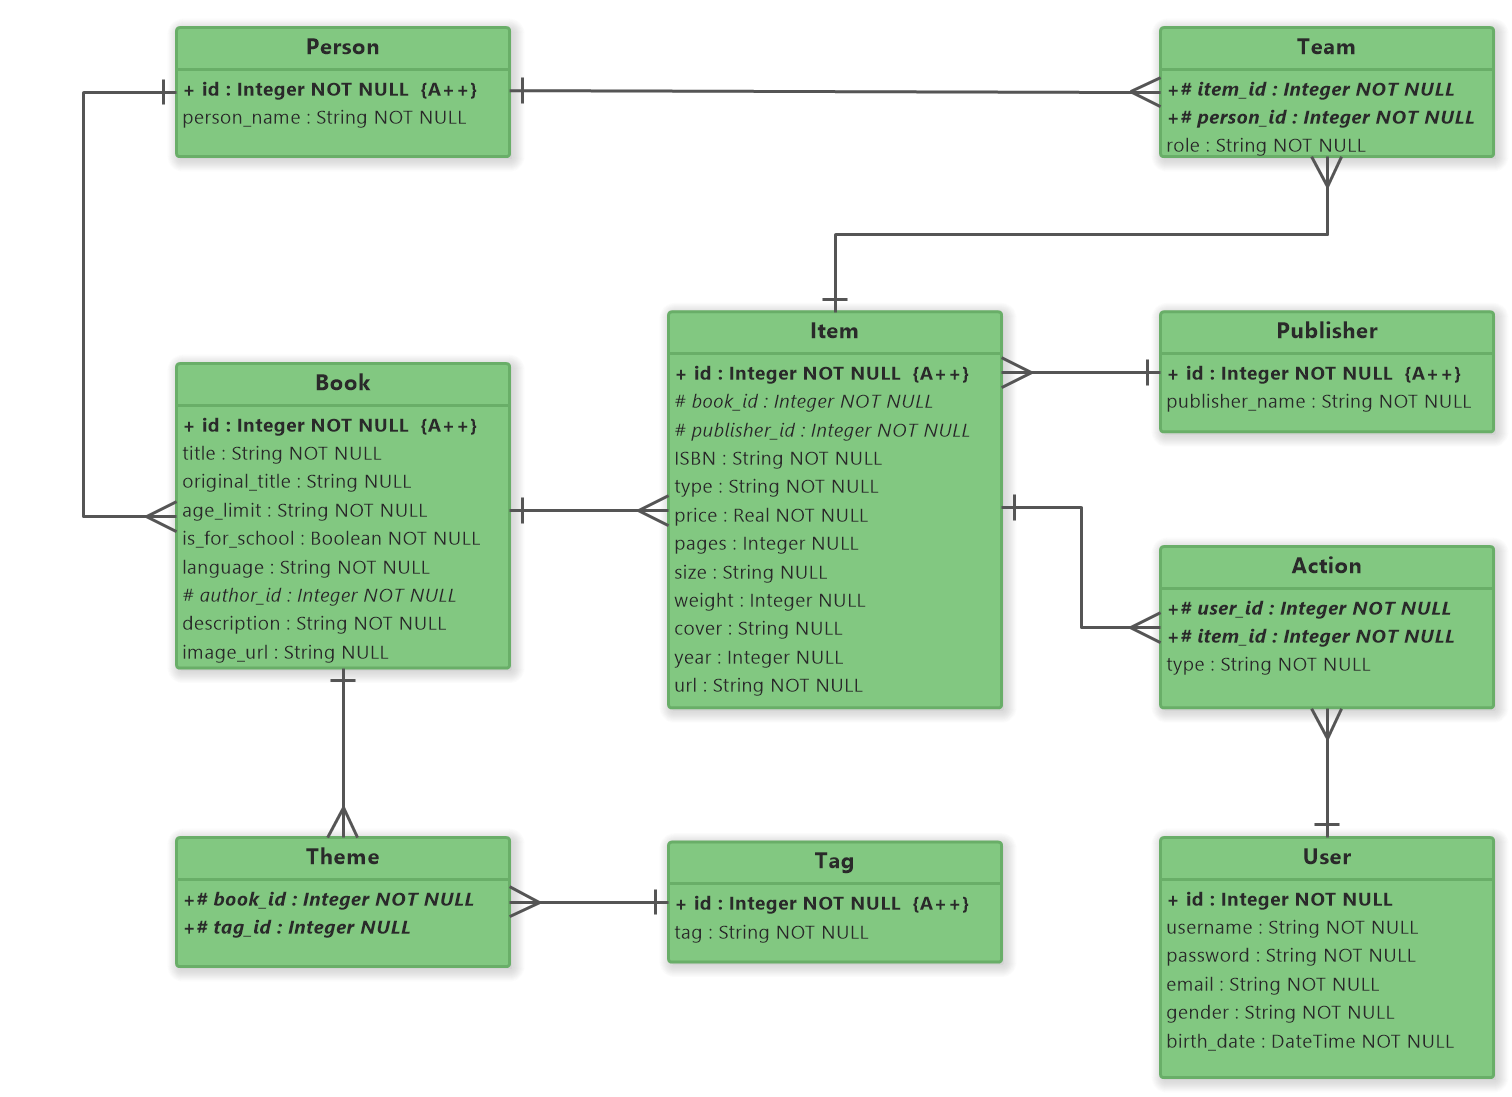 Person
+ id : Integer NOT NULL {A++}
person_name : String NOT NULL
Team
+# item_id : Integer NOT NULL
+# person_id : Integer NOT NULL
role : String NOT NULL
Book
+ id : Integer NOT NULL {A++}
title : String NOT NULL
original_title : String NULL
age_limit : String NOT NULL
is_for_school : Boolean NOT NULL
language : String NOT NULL
# author_id : Integer NOT NULL
description : String NOT NULL
image_url : String NULL
Item
+ id : Integer NOT NULL {A++}
# book_id : Integer NOT NULL
# publisher_id : Integer NOT NULL
ISBN : String NOT NULL
type : String NOT NULL
price : Real NOT NULL
pages : Integer NULL
size : String NULL
weight : Integer NULL
cover : String NULL
year : Integer NULL
url : String NOT NULL
Publisher
+ id : Integer NOT NULL {A++}
publisher_name : String NOT NULL
Action
+# user_id : Integer NOT NULL
+# item_id : Integer NOT NULL
type : String NOT NULL
Theme
+# book_id : Integer NOT NULL
+# tag_id : Integer NULL
Tag
+ id : Integer NOT NULL {A++}
tag : String NOT NULL
User
+ id : Integer NOT NULL
username : String NOT NULL
password : String NOT NULL
email : String NOT NULL
gender : String NOT NULL
birth_date : DateTime NOT NULL